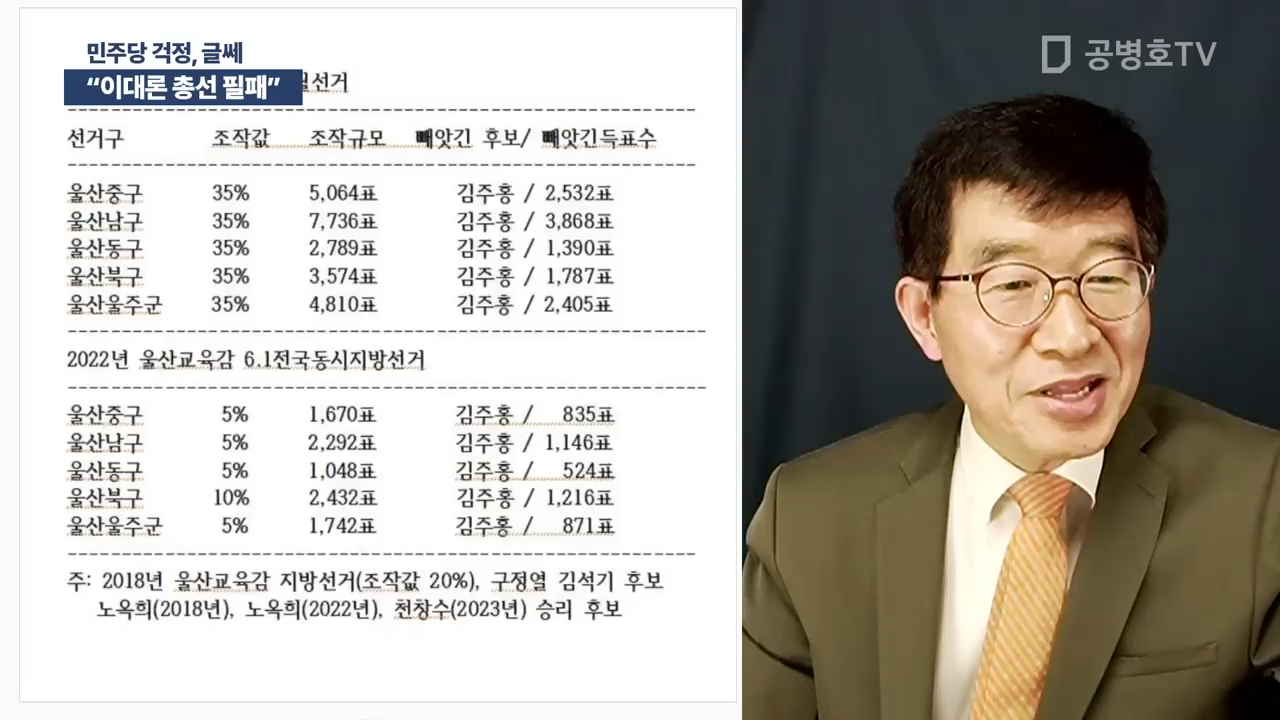 민주당 걱정, 글쎄
“이대론 총선 필패”
선거
공병호TV
선거구 조작값 조작규모 빼앗긴 후보/ 빼앗긴득표수
울산중구 35% 5,064표 김주홍 / 2,532표
울산남구 35% 7,736표 김주홍 / 3,868표
울산동구 35% 2,789표 김주홍 / 1,390표
울산북구 35% 3,574표 김주홍 / 1,787표
울산울주군 35% 4,810표 김주홍 / 2,405표
2022년 울산교육감 6.1전국동시지방선거
울산중구 5% 1,670표 김주홍 / 835표
울산남구 5% 2,292표 김주홍 / 1,146표
울산동구 5% 1,048표 김주홍 / 524표
울산북구 10% 2,432표 김주홍 / 1,216표
울산울주군 5% 1,742표 김주홍 / 871표
주: 2018년 울산교육감 지방선거(조작값 20%), 구정열 김석기 후보
노옥희(2018년), 노옥희(2022년), 천창수(2023년) 승리 후보